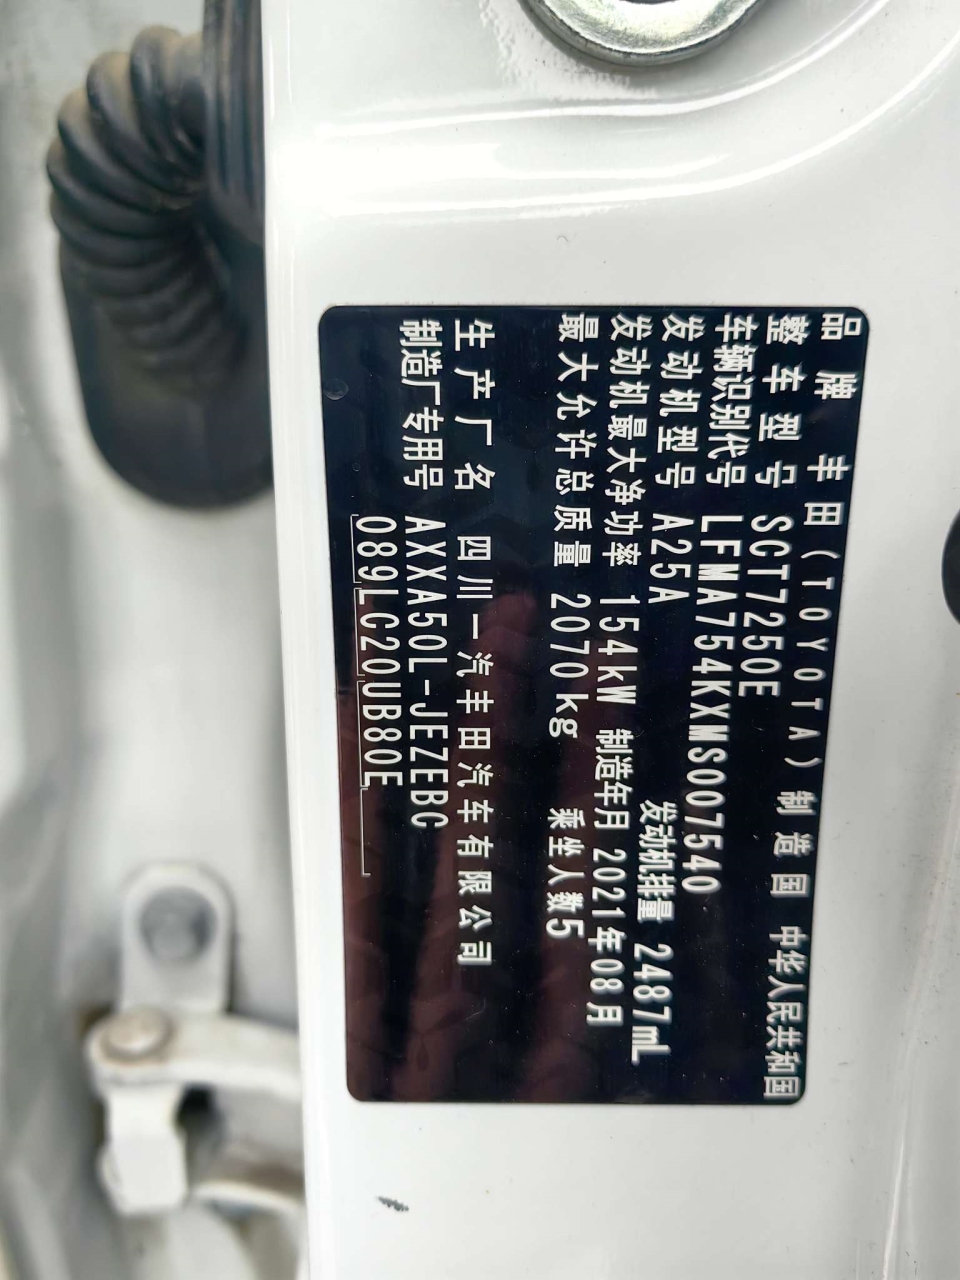 品牌 丰田(TOYOTA) 制造国 中华人民共和国
整车型号 SCT7250E
车辆识别代号 LFMA754KXMS007540
发动机型号 A25A 发动机排量 2487mL
发动机最大净功率 154kW 制造年月 2021年08月
最大允许总质量 2070kg 乘坐人数5
生产厂名 四川一汽丰田汽车有限公司
制造厂专用号 AXXA50L-JEZEBC
089LC20UB80E